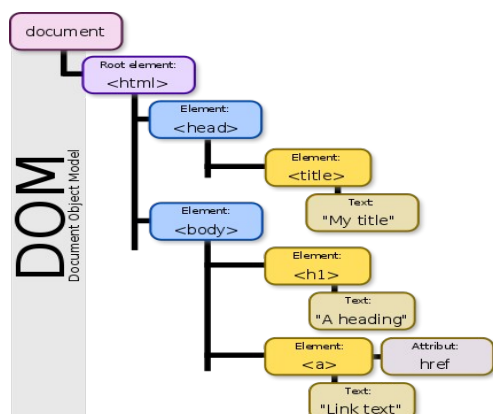 document
Root element:
<html>
Element:
<head>
Element:
<title>
Text:
"My title"
Element:
<body>
Element:
<h1>
Text:
"A heading"
Element:
<a>
Attribut:
href
Text:
"Link text"
DOM
Document Object Model